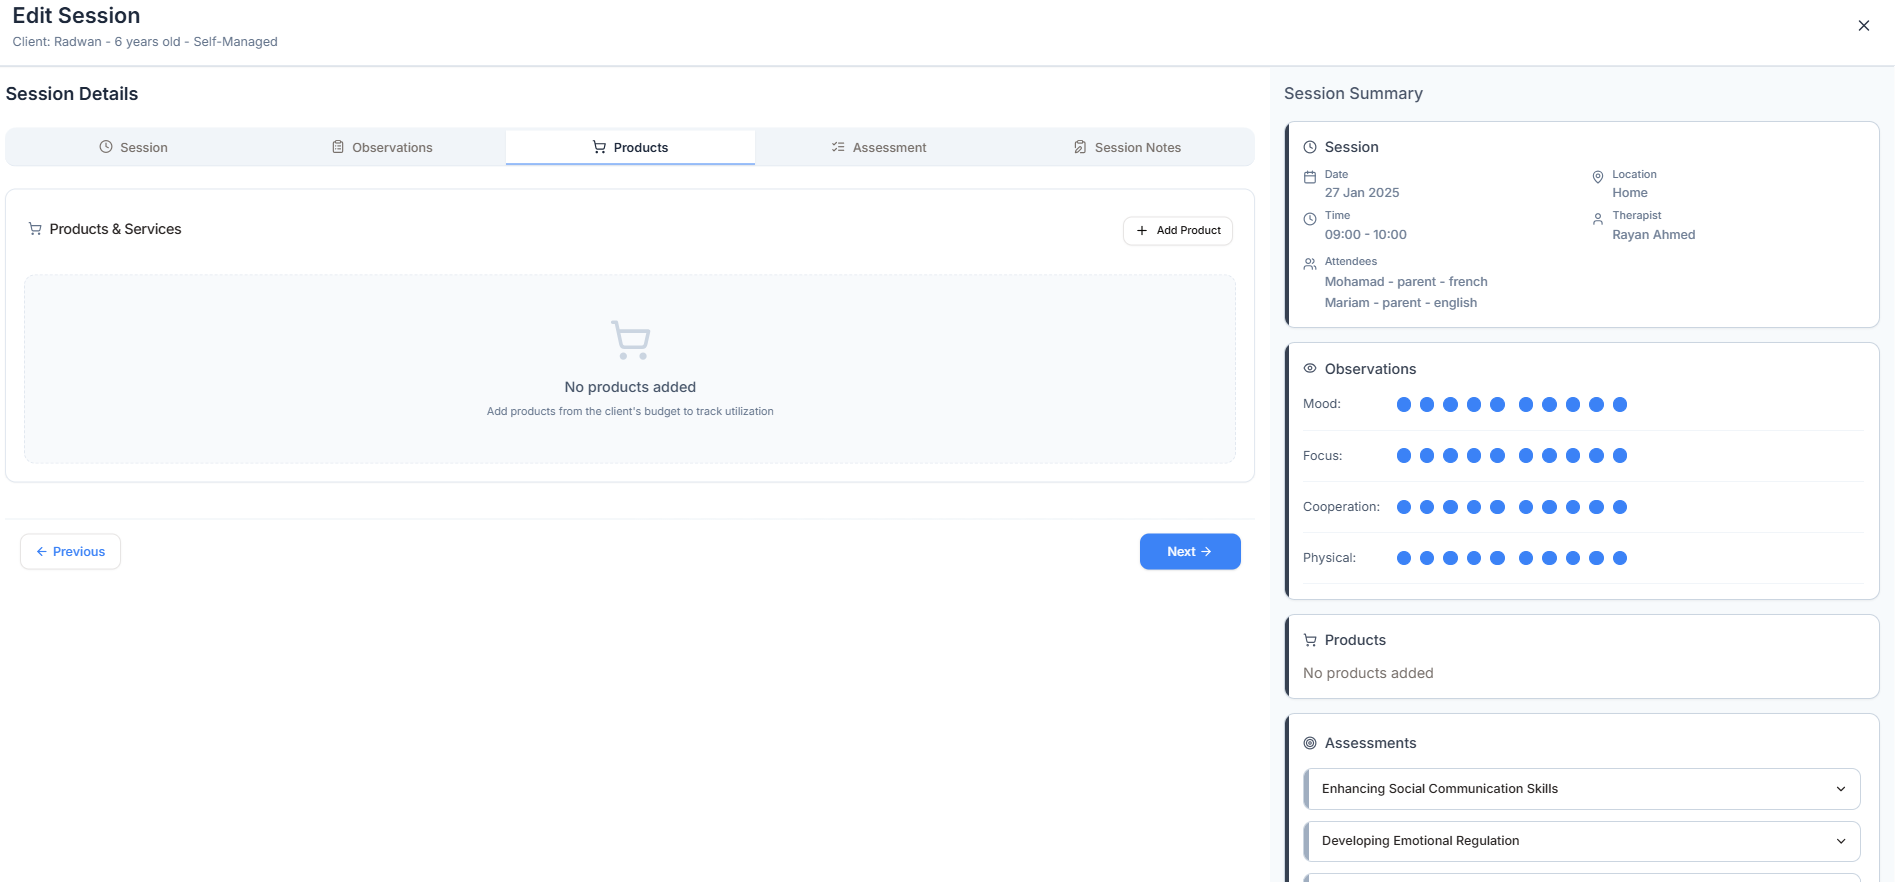 Edit Session
Client: Radwan - 6 years old - Self-Managed
Session Details
Session
Observations
Products
Assessment
Session Notes
Products & Services
Add Product
No products added
Add products from the client's budget to track utilization
Previous
Next
Session Summary
Session
Date
27 Jan 2025
Location
Home
Time
09:00 - 10:00
Therapist
Rayan Ahmed
Attendees
Mohamad - parent - french
Mariam - parent - english
Observations
Mood:
Focus:
Cooperation:
Physical:
Products
No products added
Assessments
Enhancing Social Communication Skills
Developing Emotional Regulation